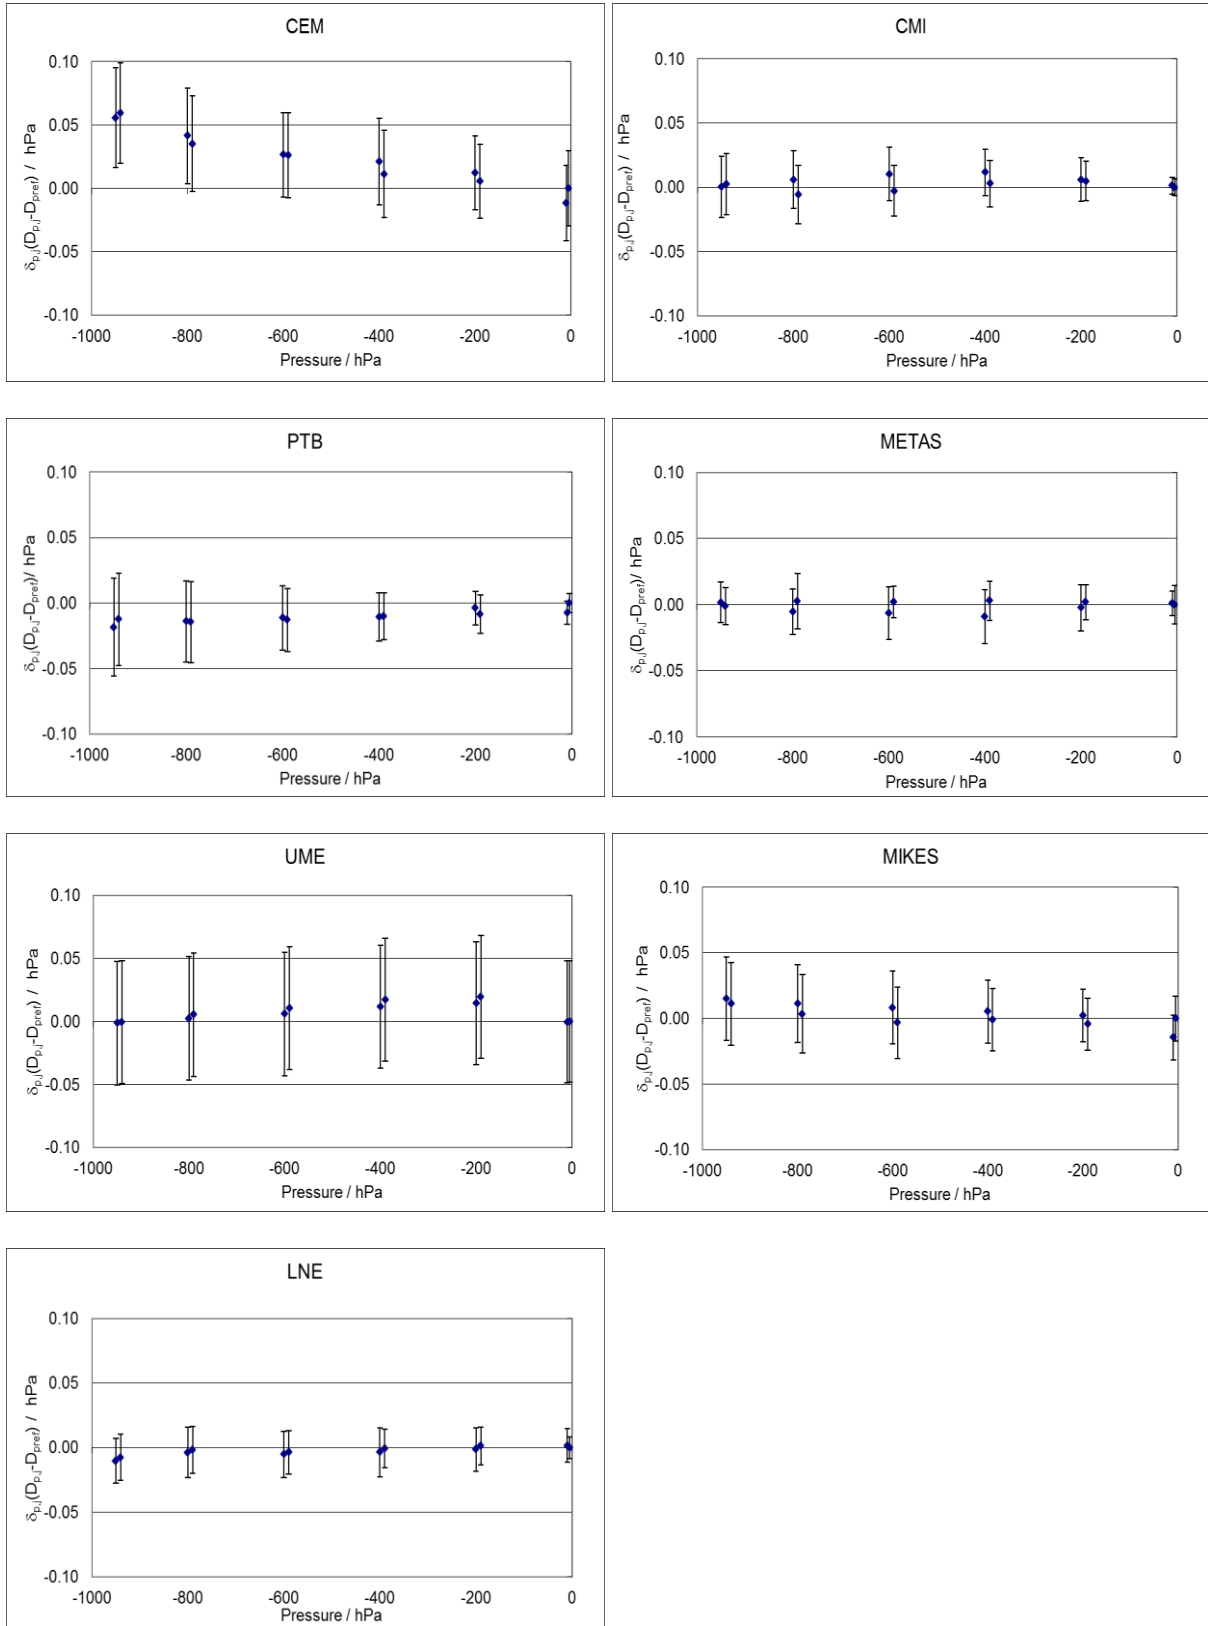 CEM
0.10
0.05
0.00
-0.05
-0.10
δp,j(Dp,j-Dpref) / hPa
-1000 -800 -600 -400 -200 0
Pressure / hPa
CMI
0.10
0.05
0.00
-0.05
-0.10
δp,j(Dp,j-Dpref) / hPa
-1000 -800 -600 -400 -200 0
Pressure / hPa
PTB
0.10
0.05
0.00
-0.05
-0.10
δp,j(Dp,j-Dpref)/ hPa
-1000 -800 -600 -400 -200 0
Pressure / hPa
METAS
0.10
0.05
0.00
-0.05
-0.10
δp,j(Dp,j-Dpref)/ hPa
-1000 -800 -600 -400 -200 0
Pressure / hPa
UME
0.10
0.05
0.00
-0.05
-0.10
δp,j(Dp,j-Dpref) / hPa
-1000 -800 -600 -400 -200 0
Pressure / hPa
MIKES
0.10
0.05
0.00
-0.05
-0.10
δp,j(Dp,j-Dpref) / hPa
-1000 -800 -600 -400 -200 0
Pressure / hPa
LNE
0.10
0.05
0.00
-0.05
-0.10
δp,j(Dp,j-Dpref) / hPa
-1000 -800 -600 -400 -200 0
Pressure / hPa